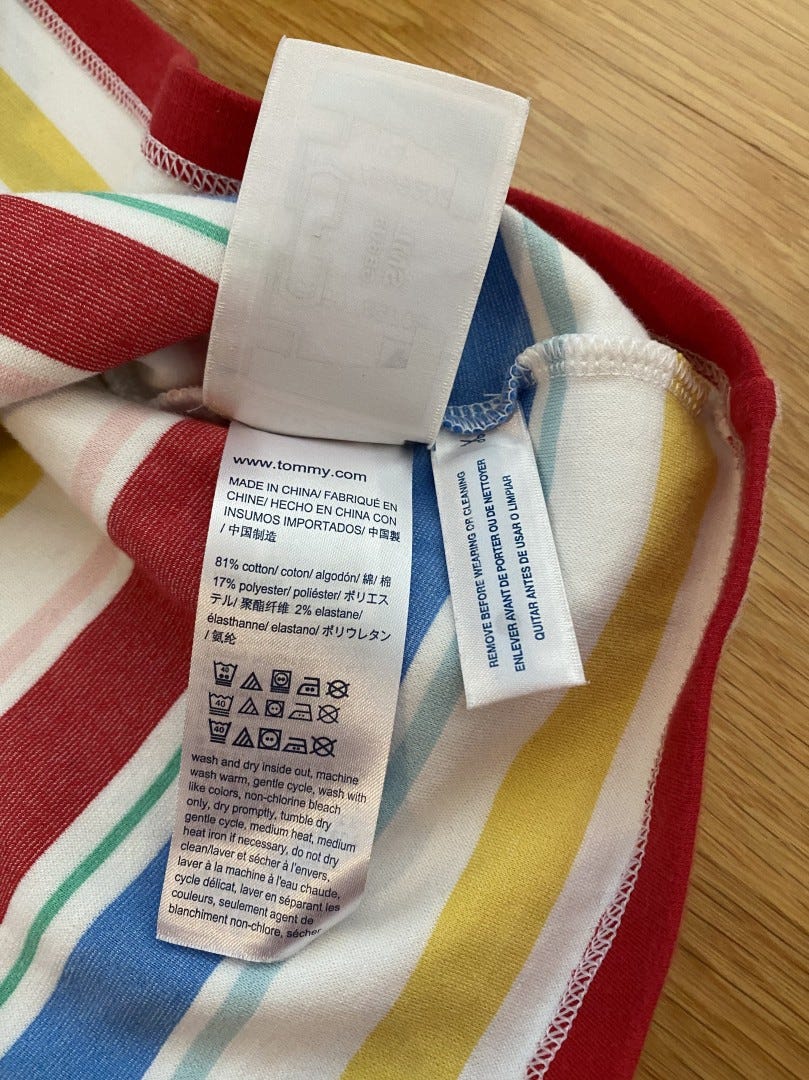 www.tommy.com
MADE IN CHINA/ FABRIQUÉ EN
CHINE/ HECHO EN CHINA CON
INSUMOS IMPORTADOS/ 中国製
/ 中国制造
81% cotton/ coton/ algodón/ 綿/ 棉
17% polyester/ poliéster/ ポリエス
テル/ 聚酯纤维 2% elastane/
élasthanne/ elastano/ ポリウレタン
/ 氨纶
40
40
40
wash and dry inside out, machine
wash warm, gentle cycle, wash with
like colors, non-chlorine bleach
only, dry promptly, tumble dry
gentle cycle, medium heat, medium
heat iron if necessary, do not dry
clean/laver et sécher à l'envers,
laver à la machine à l'eau chaude,
cycle délicat, laver en séparant les
couleurs, seulement agent de
blanchiment non-chlore, sécher
REMOVE BEFORE WEARING OR CLEANING
ENLEVER AVANT DE PORTER OU DE NETTOYER
QUITAR ANTES DE USAR O LIMPIAR